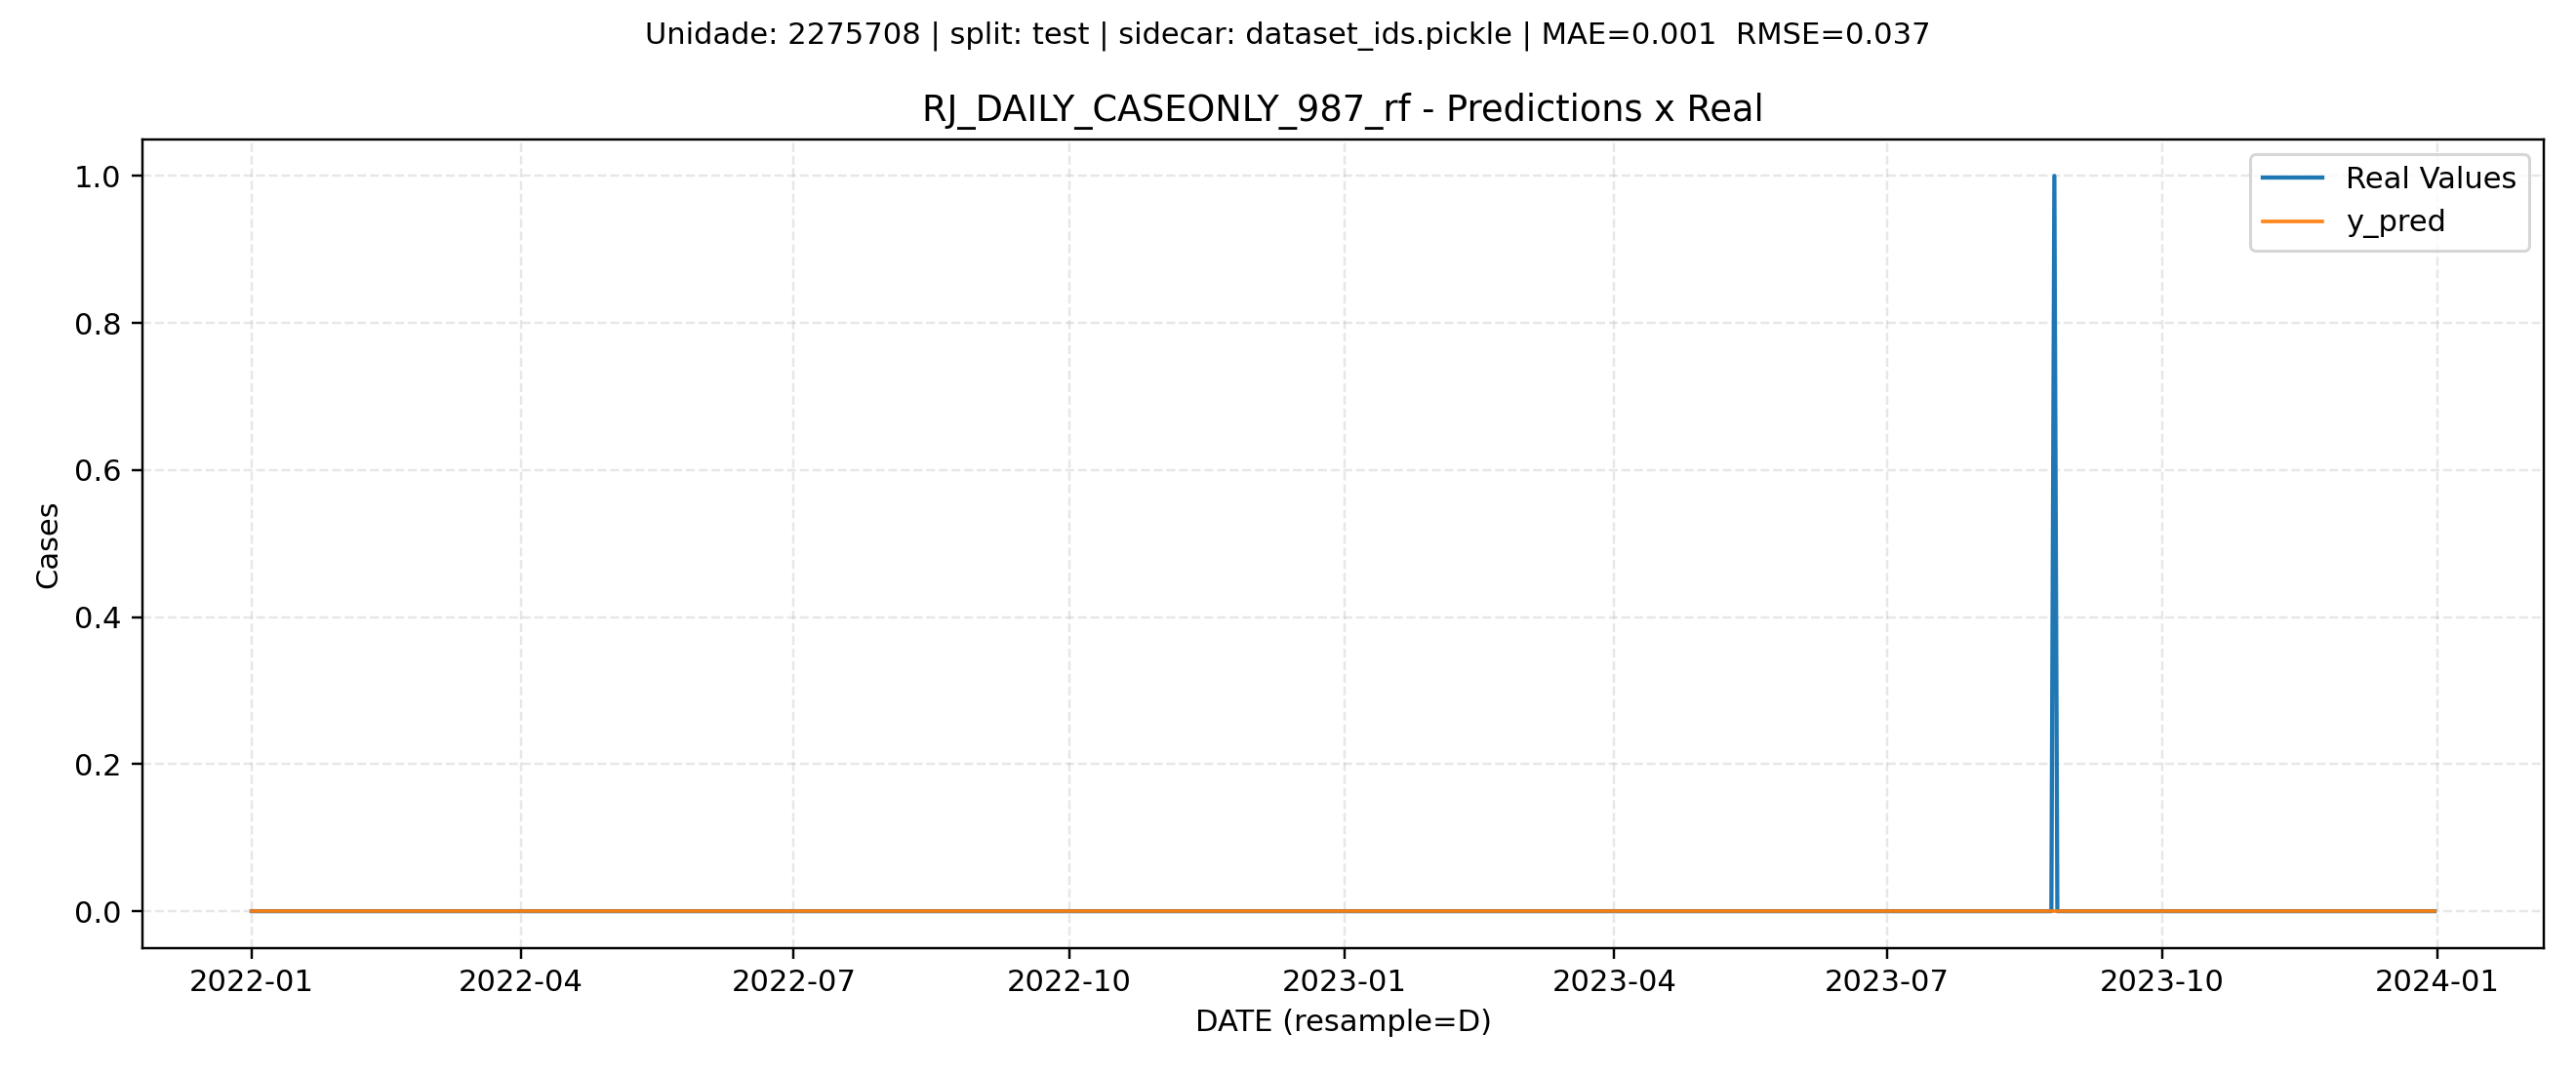 Unidade: 2275708 | split: test | sidecar: dataset_ids.pickle | MAE=0.001  RMSE=0.037
RJ_DAILY_CASEONLY_987_rf - Predictions x Real
Real Values
y_pred
1.0
0.8
0.6
0.4
0.2
0.0
Cases
2022-01 2022-04 2022-07 2022-10 2023-01 2023-04 2023-07 2023-10 2024-01
DATE (resample=D)